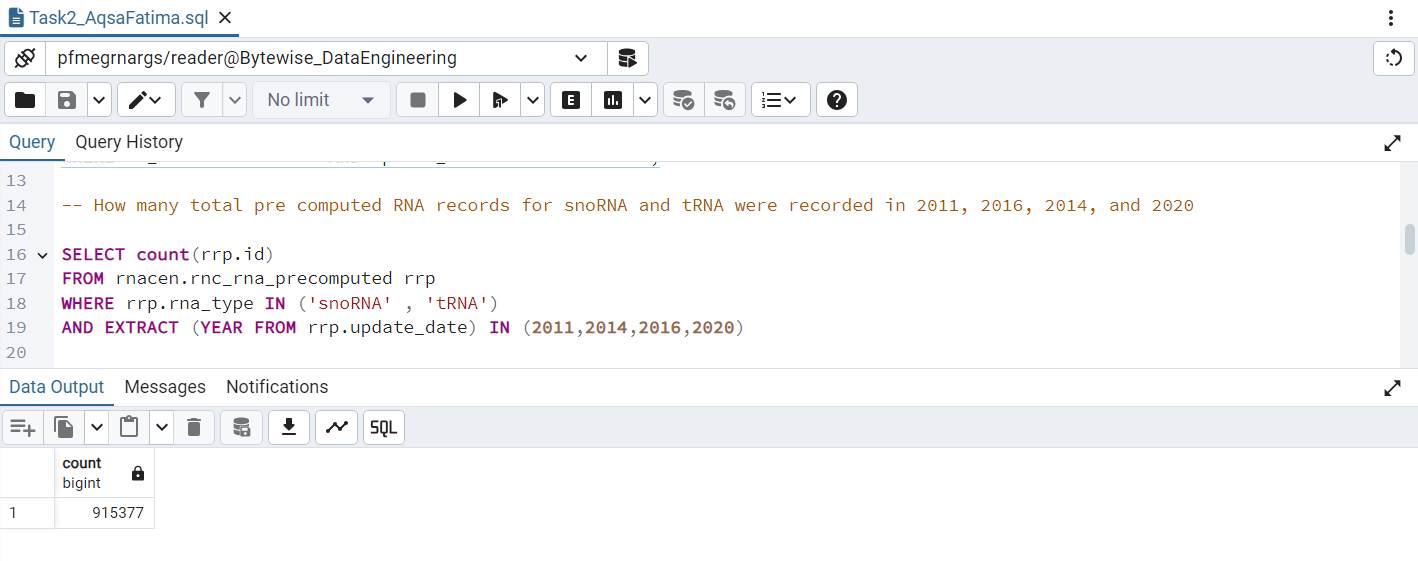 Task2_AqsaFatima.sql
pfmegrnargs/reader@Bytewise_DataEngineering
No limit
E
Query Query History
13
14 -- How many total pre computed RNA records for snoRNA and tRNA were recorded in 2011, 2016, 2014, and 2020
15
16 SELECT count(rrp.id)
17 FROM rnacen.rnc_rna_precomputed rrp
18 WHERE rrp.rna_type IN ('snoRNA' , 'tRNA')
19 AND EXTRACT (YEAR FROM rrp.update_date) IN (2011,2014,2016,2020)
20
Data Output Messages Notifications
SQL
count
bigint
1 915377